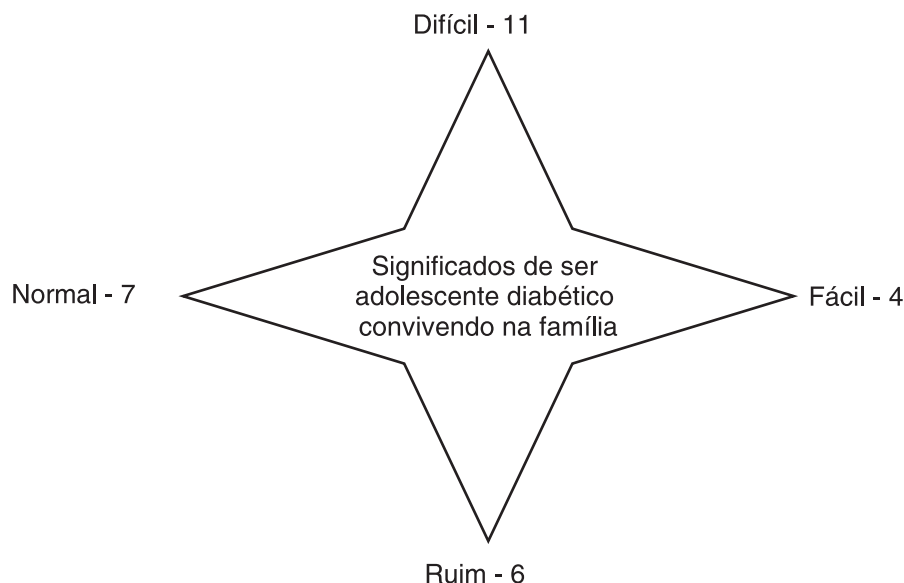 Difícil - 11
Normal - 7
Significados de ser
adolescente diabético
convivendo na família
Fácil - 4
Ruim - 6